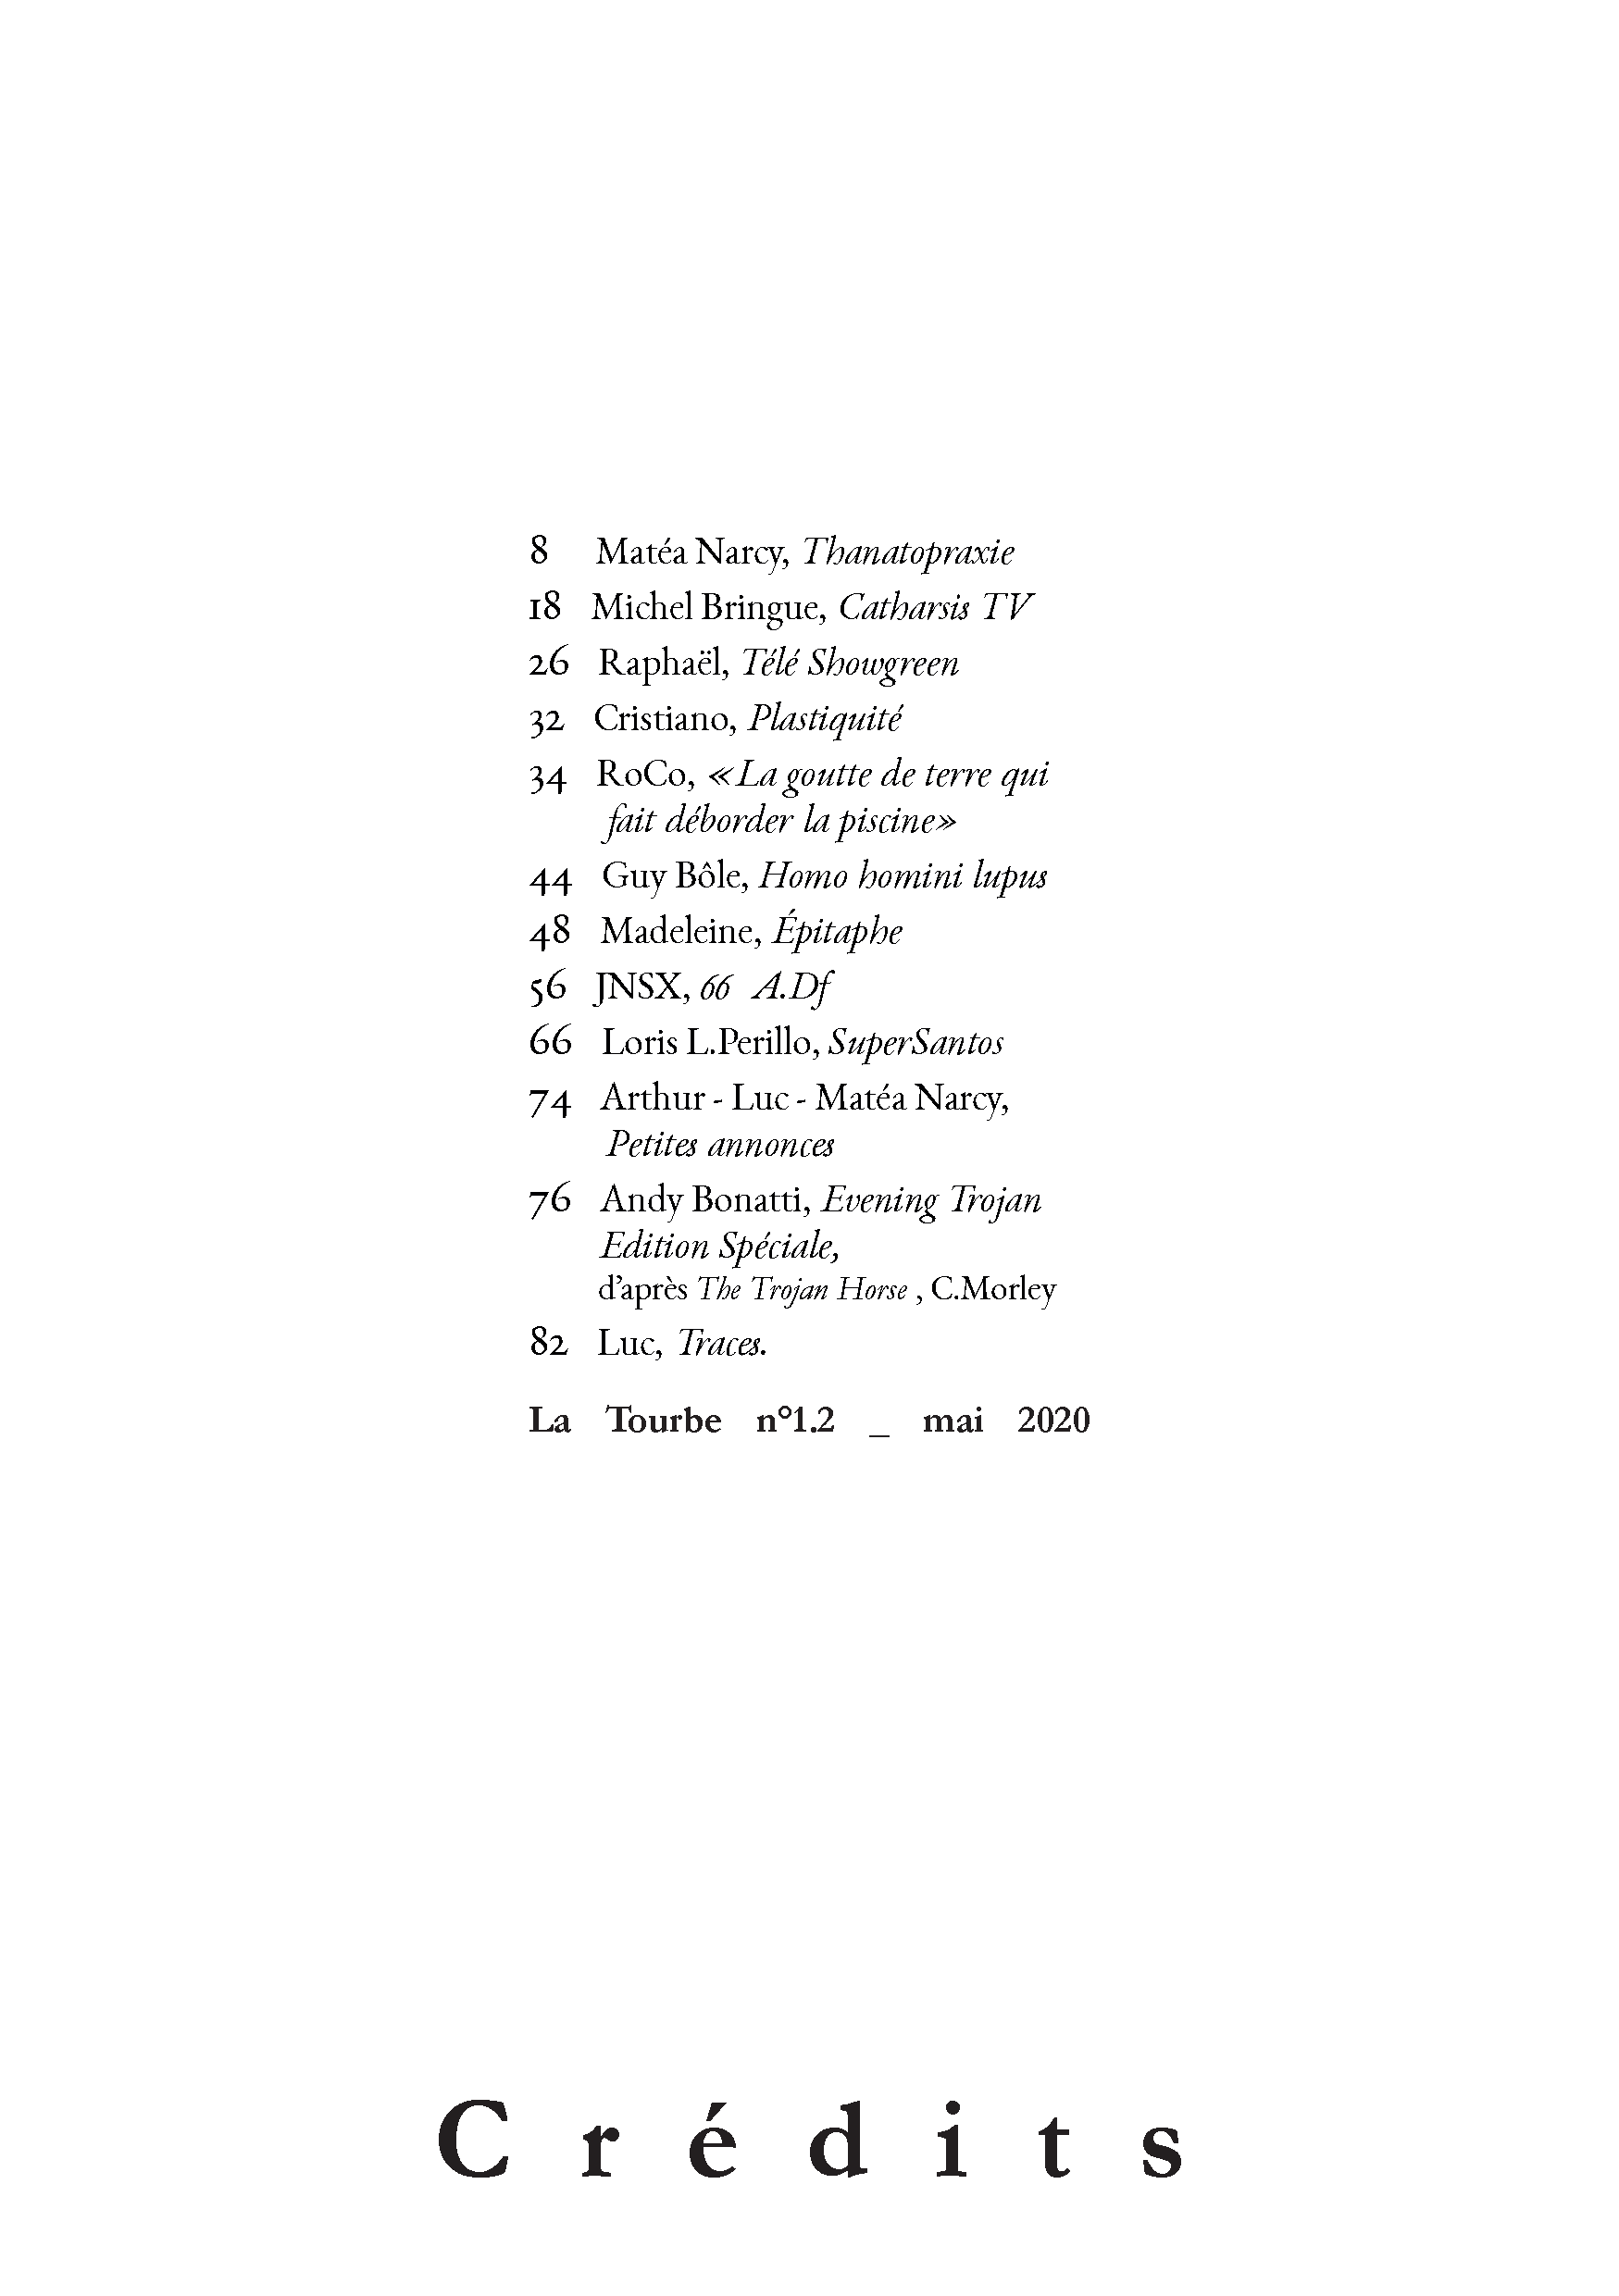 8 Matéa Narcy, Thanatopraxie
18 Michel Bringue, Catharsis TV
26 Raphaël, Télé Showgreen
32 Cristiano, Plastiquité
34 RoCo, «La goutte de terre qui
fait déborder la piscine»
44 Guy Bôle, Homo homini lupus
48 Madeleine, Épitaphe
56 JNSX, 66 A.Df
66 Loris L.Perillo, SuperSantos
74 Arthur - Luc - Matéa Narcy,
Petites annonces
76 Andy Bonatti, Evening Trojan
Edition Spéciale,
d’après The Trojan Horse , C.Morley
82 Luc, Traces.
La Tourbe n°1.2 _ mai 2020
Crédits